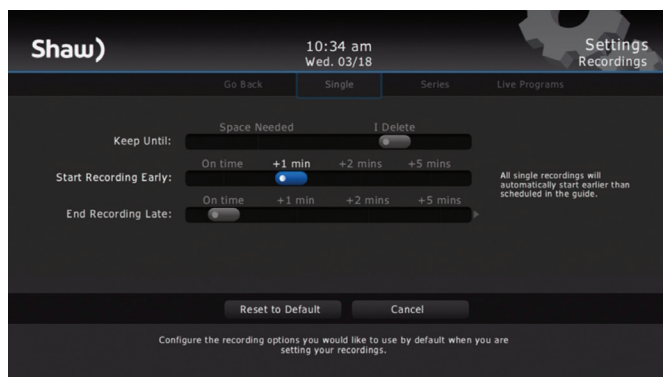 Shaw)
10:34 am
Wed. 03/18
Settings
Recordings
Go Back Single Series Live Programs
Space Needed I Delete
Keep Until:
On time +1 min +2 mins +5 mins
Start Recording Early:
All single recordings will
automatically start earlier than
scheduled in the guide.
On time +1 min +2 mins +5 mins
End Recording Late:
Reset to Default Cancel
Configure the recording options you would like to use by default when you are
setting your recordings.